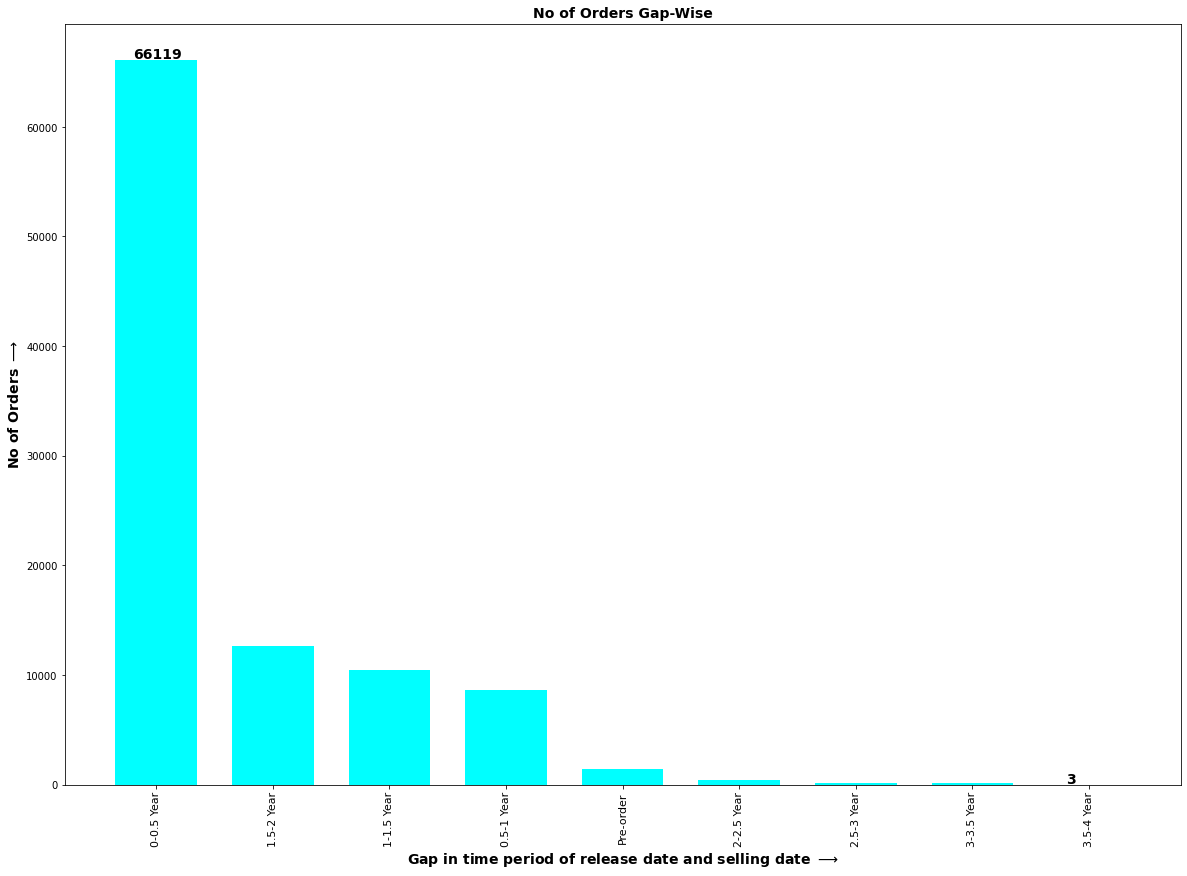 No of Orders Gap-Wise
66119
60000
50000
40000
30000
20000
10000
0
No of Orders ⟶
3
0-0.5 Year
1.5-2 Year
1-1.5 Year
0.5-1 Year
Pre-order
2-2.5 Year
2.5-3 Year
3-3.5 Year
3.5-4 Year
Gap in time period of release date and selling date ⟶